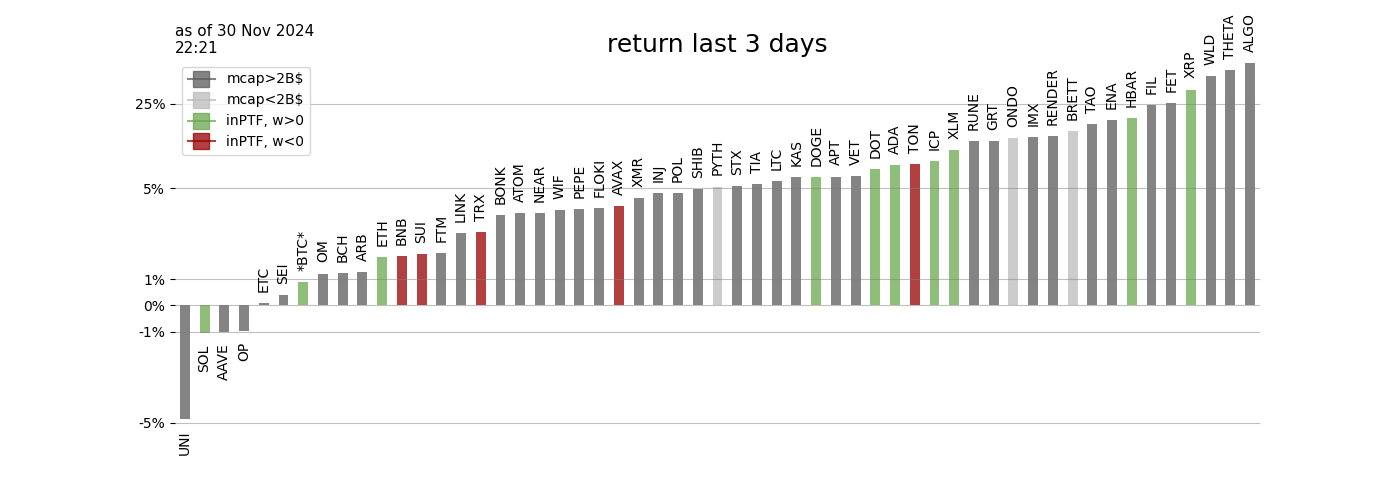 as of 30 Nov 2024
22:21
return last 3 days
mcap>2B$
mcap<2B$
inPTF, w>0
inPTF, w<0
25%
5%
1%
0%
-1%
-5%
UNI
SOL
AAVE
OP
ETC
SEI
*BTC*
OM
BCH
ARB
ETH
BNB
SUI
FTM
LINK
TRX
BONK
ATOM
NEAR
WIF
PEPE
FLOKI
AVAX
XMR
INJ
POL
SHIB
PYTH
STX
TIA
LTC
KAS
DOGE
APT
VET
DOT
ADA
TON
ICP
XLM
RUNE
GRT
ONDO
IMX
RENDER
BRETT
TAO
ENA
HBAR
FIL
FET
XRP
WLD
THETA
ALGO